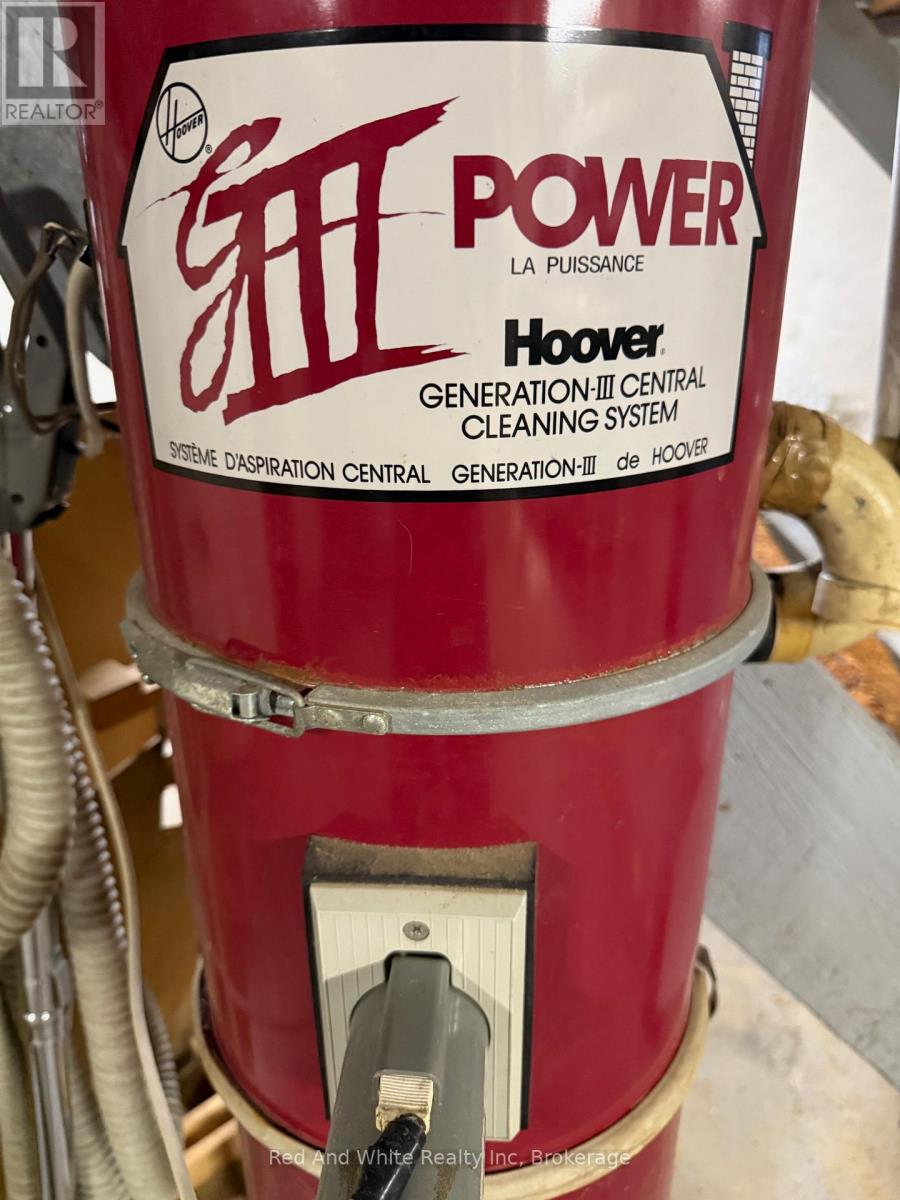 REALTOR®
HOOVER
®
GIII
POWER
LA PUISSANCE
Hoover®
GENERATION-III CENTRAL
CLEANING SYSTEM
SYSTÈME D'ASPIRATION CENTRAL GENERATION-III de HOOVER
Red And White Realty Inc, Brokerage